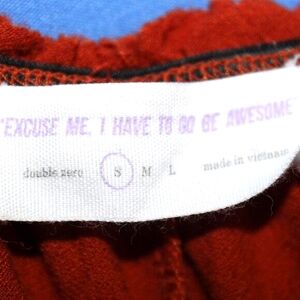 "EXCUSE ME, I HAVE TO GO BE AWESOME
double zero S M L made in vietnam